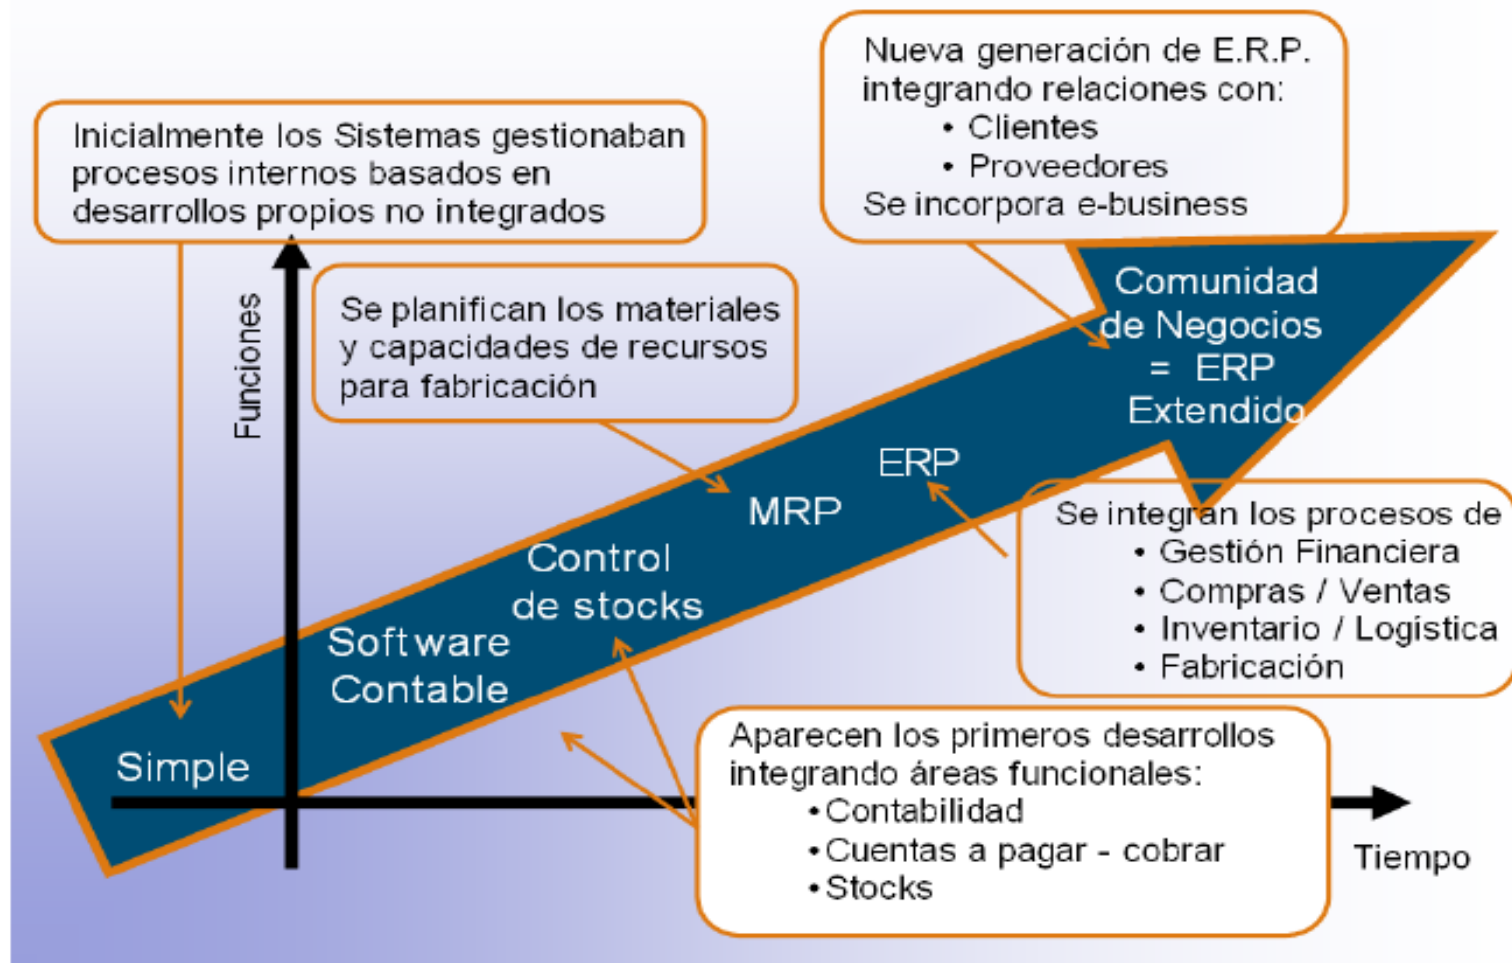 Nueva generación de E.R.P.
integrando relaciones con:
• Clientes
• Proveedores
Se incorpora e-business
Inicialmente los Sistemas gestionaban
procesos internos basados en
desarrollos propios no integrados
Funciones
Se planifican los materiales
y capacidades de recursos
para fabricación
Comunidad
de Negocios
= ERP
Extendido
ERP
MRP
Control
de stocks
Software
Contable
Simple
Se integran los procesos de
• Gestión Financiera
• Compras / Ventas
• Inventario / Logística
• Fabricación
Aparecen los primeros desarrollos
integrando áreas funcionales:
•Contabilidad
•Cuentas a pagar - cobrar
•Stocks
Tiempo